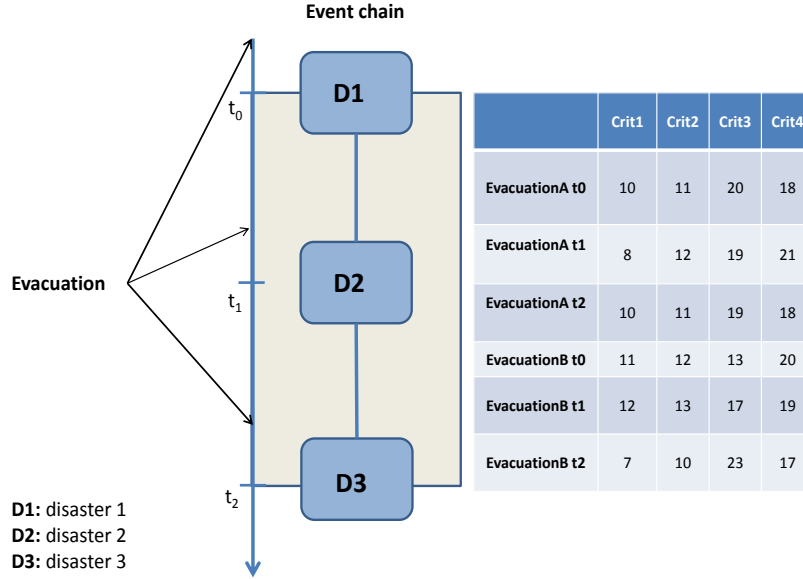 Event chain
D1
t0
D2
Evacuation
t1
D3
t2
D1: disaster 1
D2: disaster 2
D3: disaster 3
Crit1 Crit2 Crit3 Crit4
EvacuationA t0 10 11 20 18
EvacuationA t1 8 12 19 21
EvacuationA t2 10 11 19 18
EvacuationB t0 11 12 13 20
EvacuationB t1 12 13 17 19
EvacuationB t2 7 10 23 17